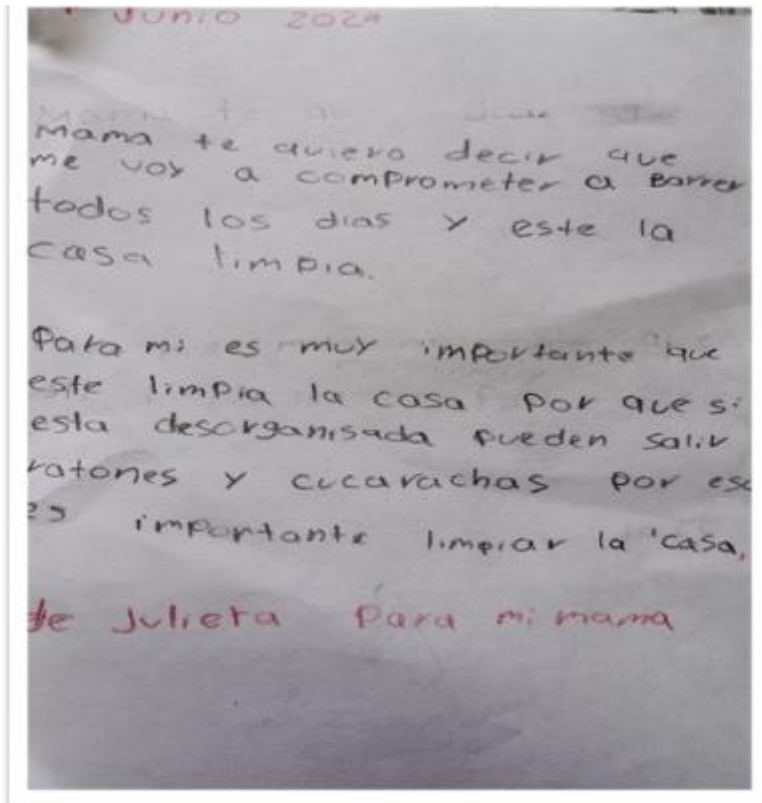 Junio 2024
Mama te quiero decir que
me voy a comprometer a Barrer
todos los dias y este la
casa limpia.
Para mi es muy importante que
este limpia la casa por que si
esta desorganisada pueden salir
ratones y cucarachas por eso
es importante limpiar la casa,
de Julieta Para mi mama